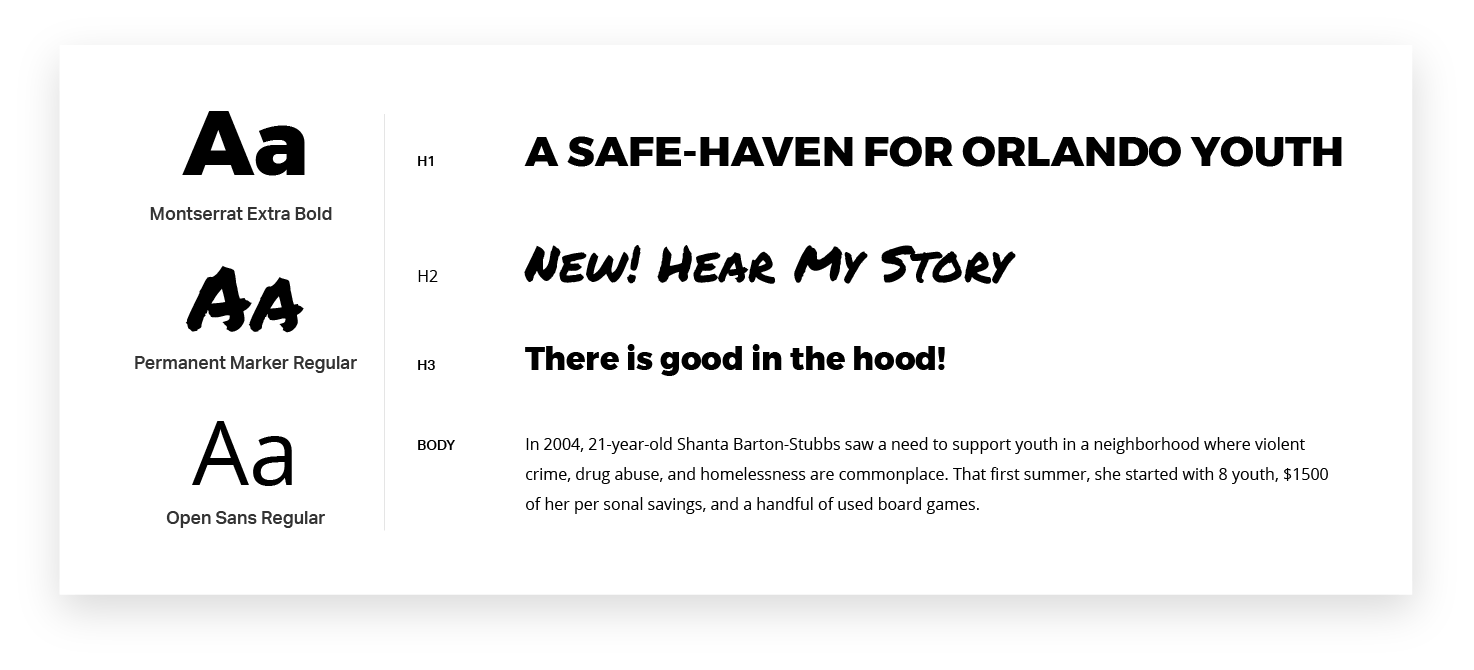 Aa
Montserrat Extra Bold
Aa
Permanent Marker Regular
Aa
Open Sans Regular
H1
A SAFE-HAVEN FOR ORLANDO YOUTH
H2
New! Hear My Story
H3
There is good in the hood!
BODY
In 2004, 21-year-old Shanta Barton-Stubbs saw a need to support youth in a neighborhood where violent
crime, drug abuse, and homelessness are commonplace. That first summer, she started with 8 youth, $1500
of her per sonal savings, and a handful of used board games.